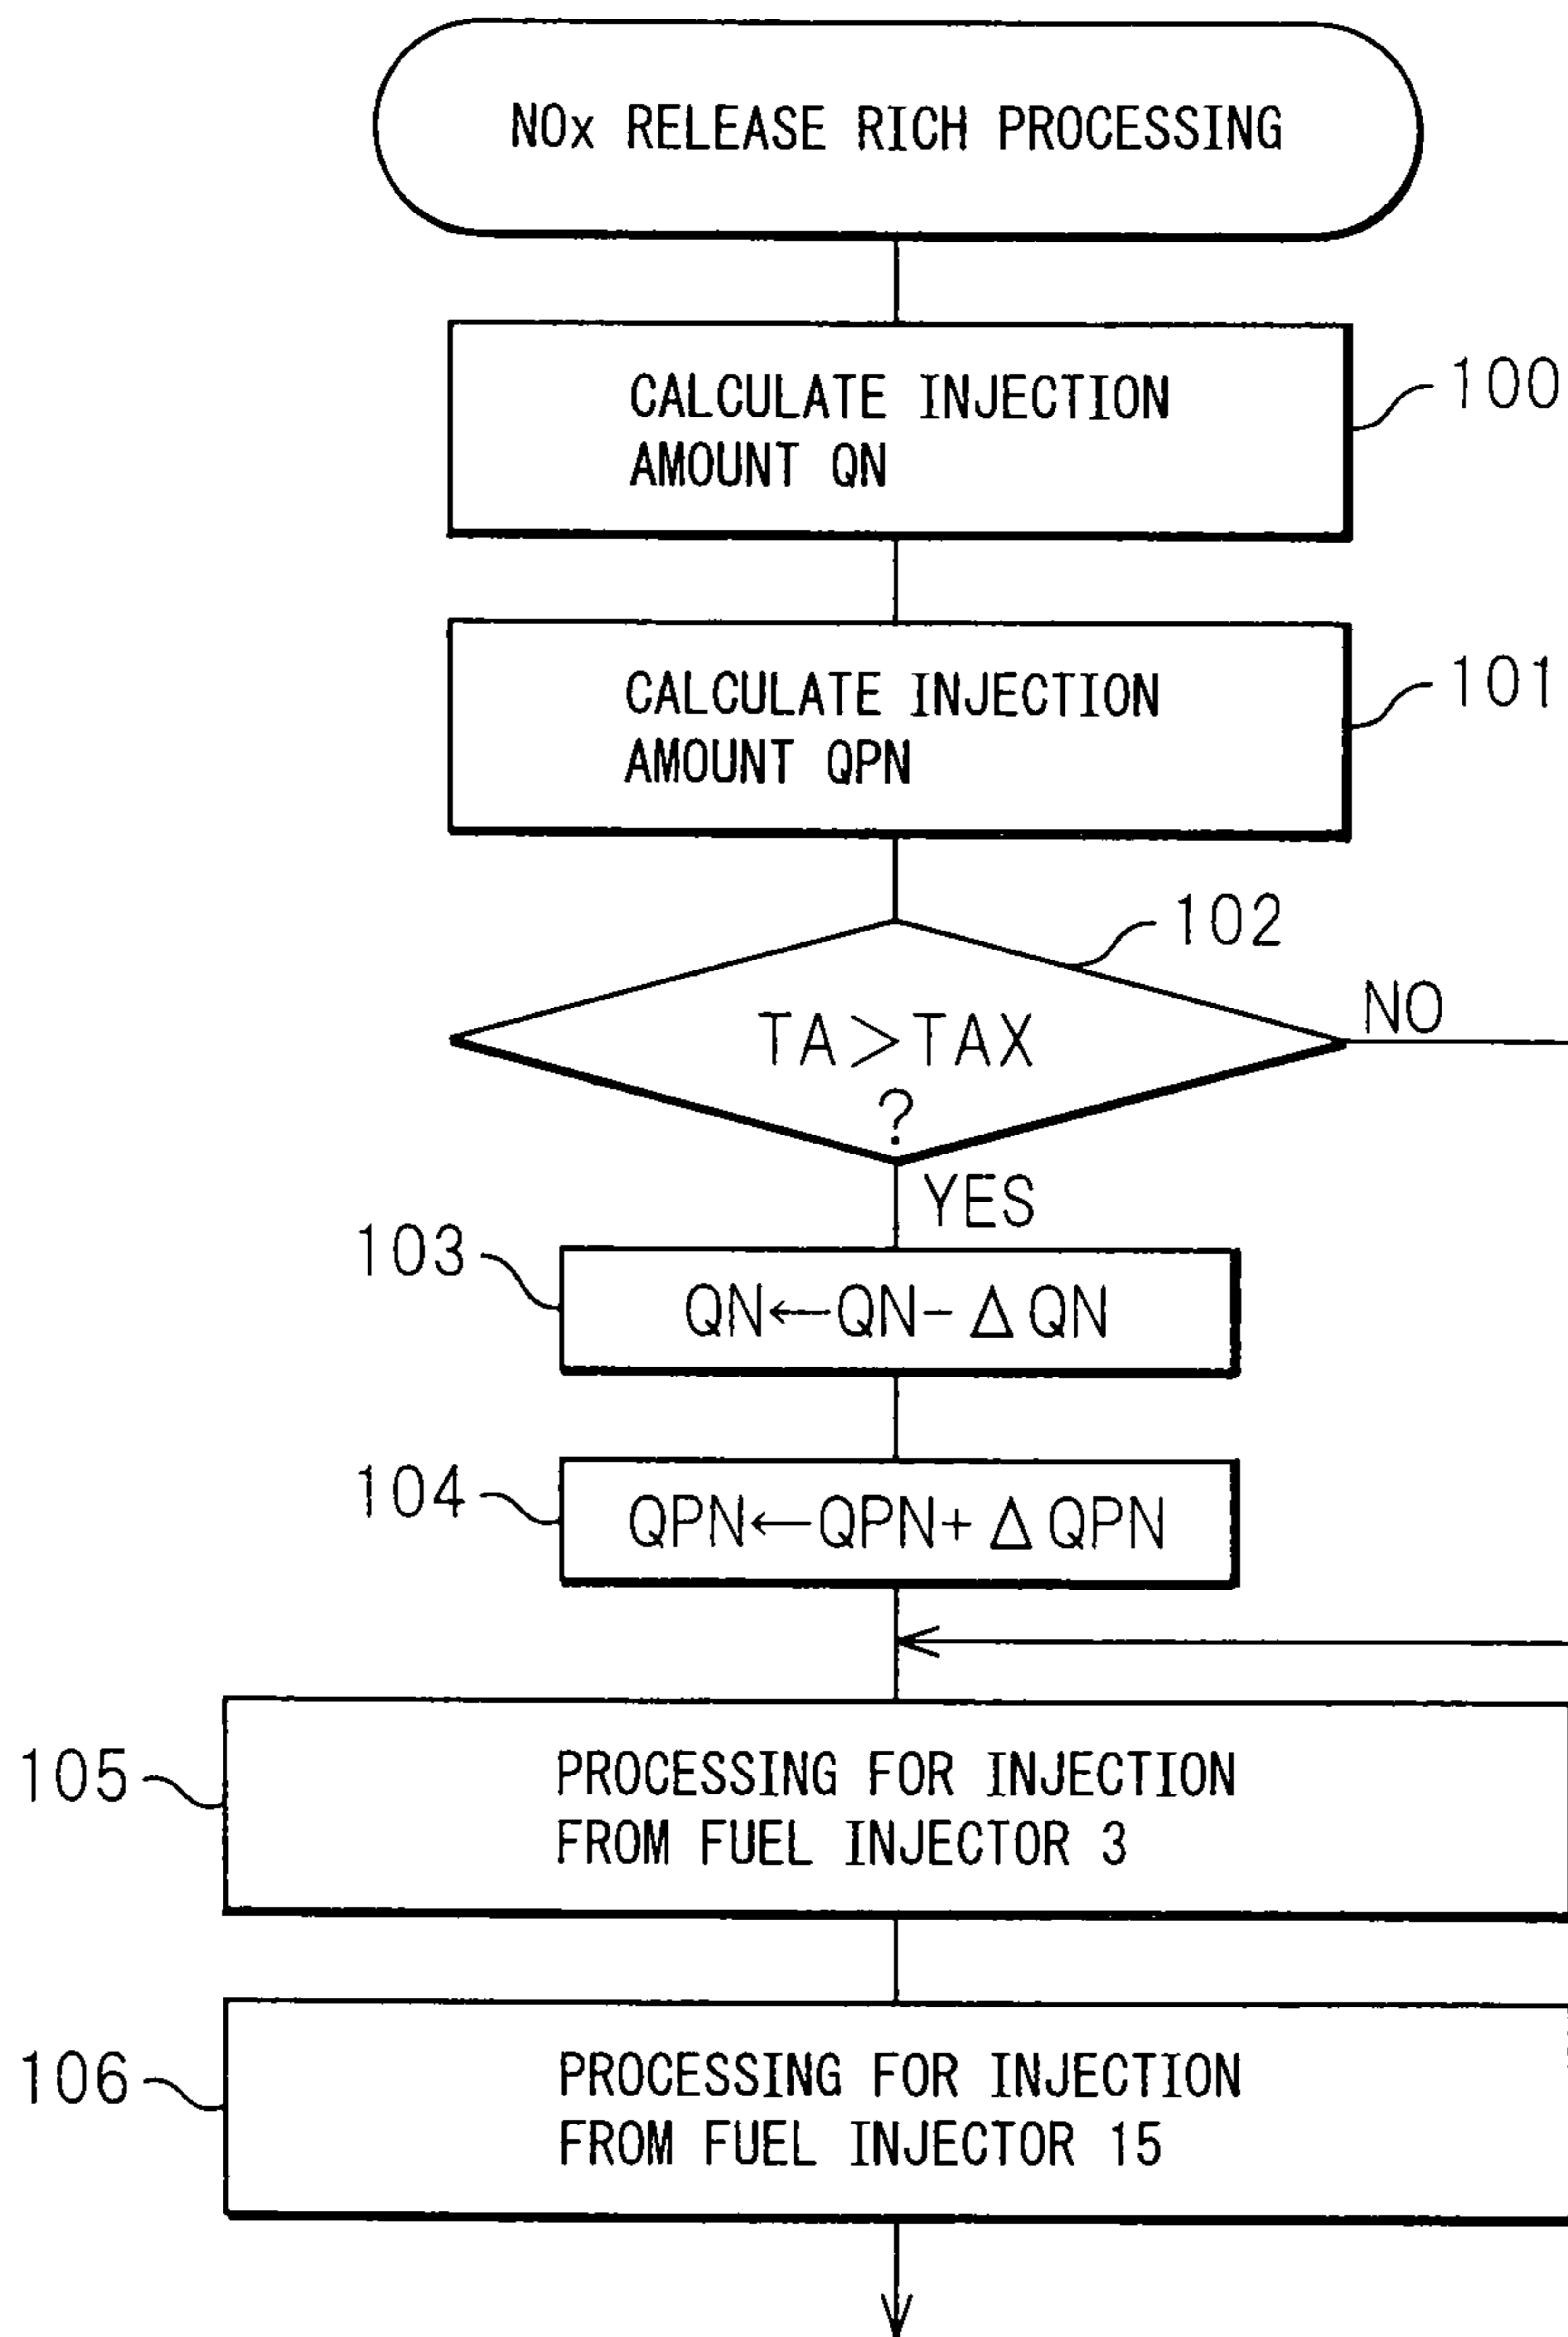 NOx RELEASE RICH PROCESSING
CALCULATE INJECTION
AMOUNT QN
100
CALCULATE INJECTION
AMOUNT QPN
101
102
TA>TAX
?
NO
YES
103
QN←QN-ΔQN
104
QPN←QPN+ΔQPN
105
PROCESSING FOR INJECTION
FROM FUEL INJECTOR 3
106
PROCESSING FOR INJECTION
FROM FUEL INJECTOR 15